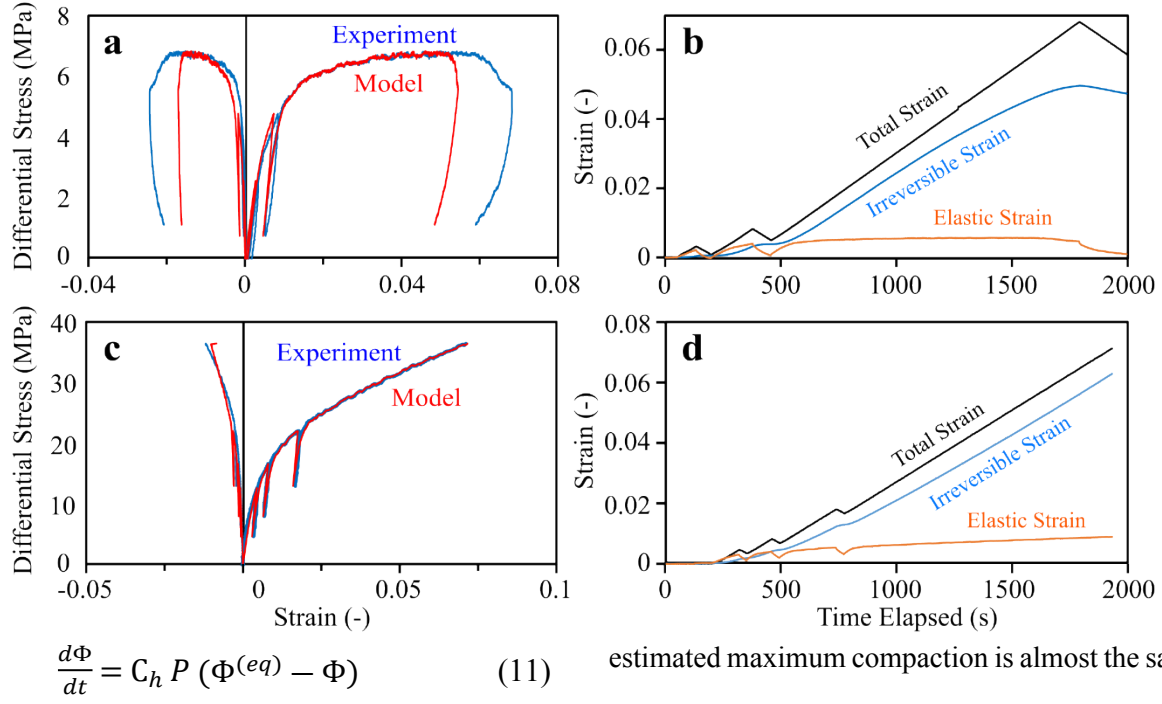 a
Experiment
Model
Differential Stress (MPa)
8
6
4
2
0
-0.04
0
0.04
0.08
b
Total Strain
Irreversible Strain
Elastic Strain
Strain (-)
0.06
0.04
0.02
0
0
500
1000
1500
2000
c
Experiment
Model
Differential Stress (MPa)
40
30
20
10
0
-0.05
0
0.05
0.1
Strain (-)
d
Total Strain
Irreversible Strain
Elastic Strain
Strain (-)
0.08
0.06
0.04
0.02
0
0
500
1000
1500
2000
Time Elapsed (s)
dΦ/dt = C_h P (Φ^(eq) − Φ) (11)
estimated maximum compaction is almost the sa